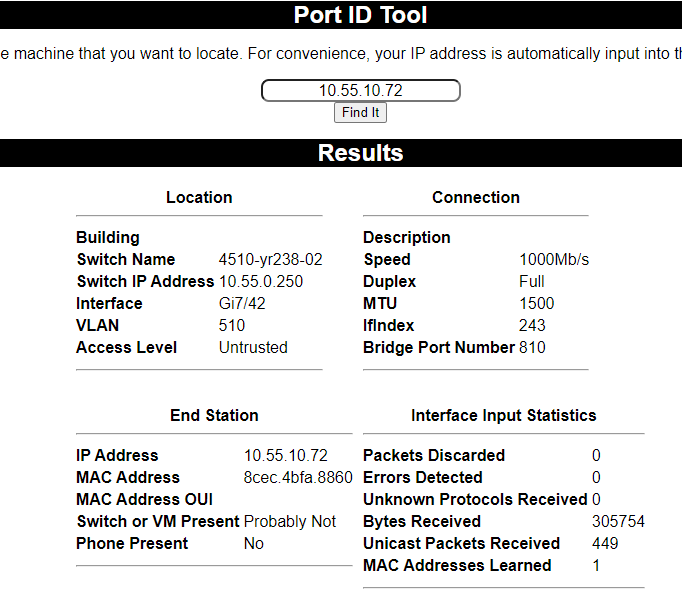 Port ID Tool
e machine that you want to locate. For convenience, your IP address is automatically input into th
10.55.10.72
Find It
Results
Location
Building
Switch Name 4510-yr238-02
Switch IP Address 10.55.0.250
Interface Gi7/42
VLAN 510
Access Level Untrusted
Connection
Description
Speed 1000Mb/s
Duplex Full
MTU 1500
IfIndex 243
Bridge Port Number 810
End Station
IP Address 10.55.10.72
MAC Address 8cec.4bfa.8860
MAC Address OUI
Switch or VM Present Probably Not
Phone Present No
Interface Input Statistics
Packets Discarded 0
Errors Detected 0
Unknown Protocols Received 0
Bytes Received 305754
Unicast Packets Received 449
MAC Addresses Learned 1